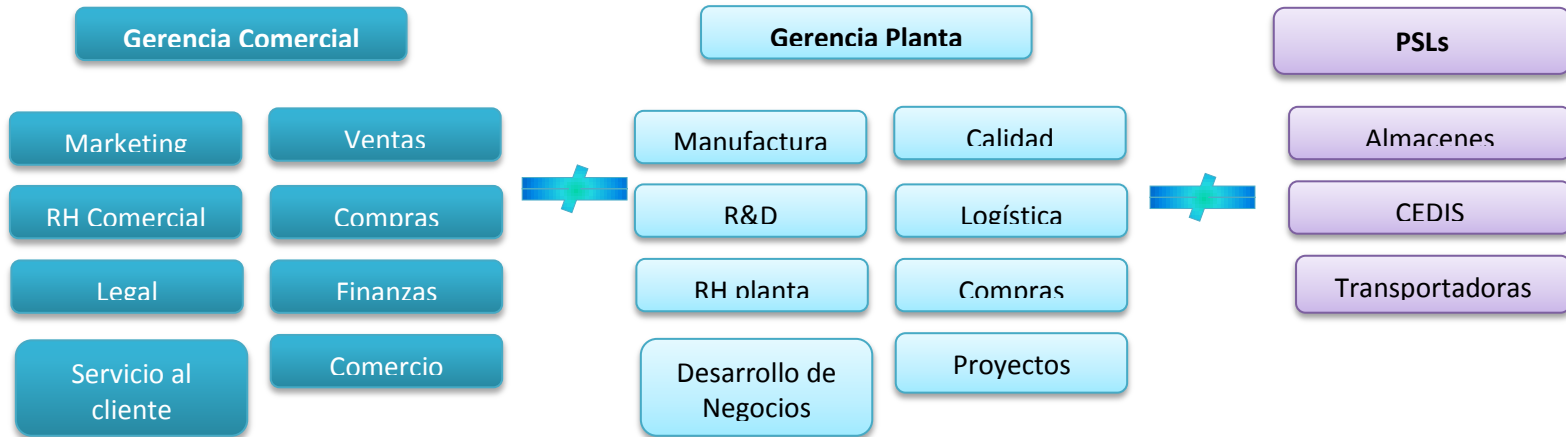 Gerencia Comercial
Gerencia Planta
PSLs
Marketing
Ventas
RH Comercial
Compras
Legal
Finanzas
Servicio al
cliente
Comercio
Manufactura
Calidad
R&D
Logística
RH planta
Compras
Desarrollo de
Negocios
Proyectos
Almacenes
CEDIS
Transportadoras